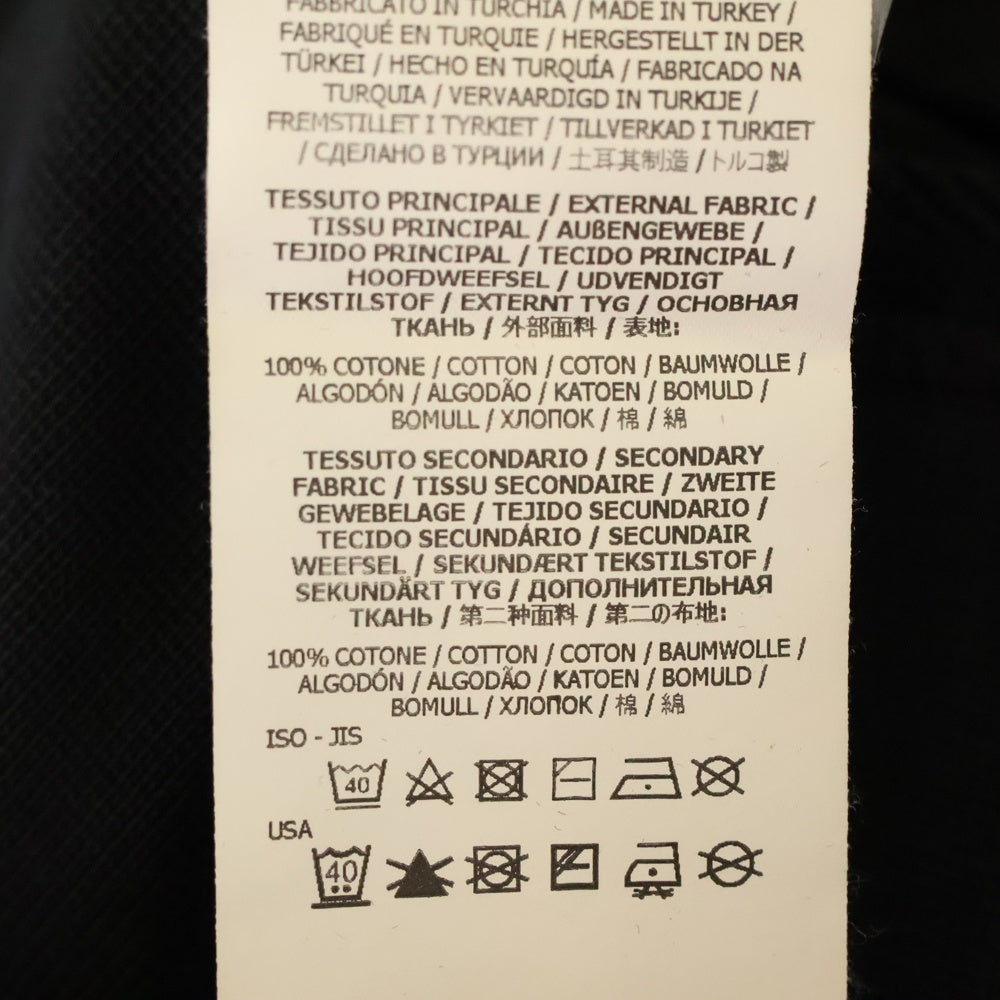 FABBRICATO IN TURCHIA / MADE IN TURKEY /
FABRIQUÉ EN TURQUIE / HERGESTELLT IN DER
TÜRKEI / HECHO EN TURQUÍA / FABRICADO NA
TURQUIA / VERVAARDIGD IN TURKIJE /
FREMSTILLET I TYRKIET / TILLVERKAD I TURKIET
/ СДЕЛАНО В ТУРЦИИ / 土耳其制造 / トルコ製
TESSUTO PRINCIPALE / EXTERNAL FABRIC /
TISSU PRINCIPAL / AUßENGEWEBE /
TEJIDO PRINCIPAL / TECIDO PRINCIPAL /
HOOFDWEEFSEL / UDVENDIGT
TEKSTILSTOF / EXTERNT TYG / ОСНОВНАЯ
ТКАНЬ / 外部面料 / 表地:
100% COTONE / COTTON / COTON / BAUMWOLLE /
ALGODÓN / ALGODÃO / KATOEN / BOMULD /
BOMULL / ХЛОПОК / 棉 / 綿
TESSUTO SECONDARIO / SECONDARY
FABRIC / TISSU SECONDAIRE / ZWEITE
GEWEBELAGE / TEJIDO SECUNDARIO /
TECIDO SECUNDÁRIO / SECUNDAIR
WEEFSEL / SEKUNDÆRT TEKSTILSTOF /
SEKUNDÄRT TYG / ДОПОЛНИТЕЛЬНАЯ
ТКАНЬ / 第二种面料 / 第二の布地:
100% COTONE / COTTON / COTON / BAUMWOLLE /
ALGODÓN / ALGODÃO / KATOEN / BOMULD /
BOMULL / ХЛОПОК / 棉 / 綿
ISO - JIS
40
USA
40